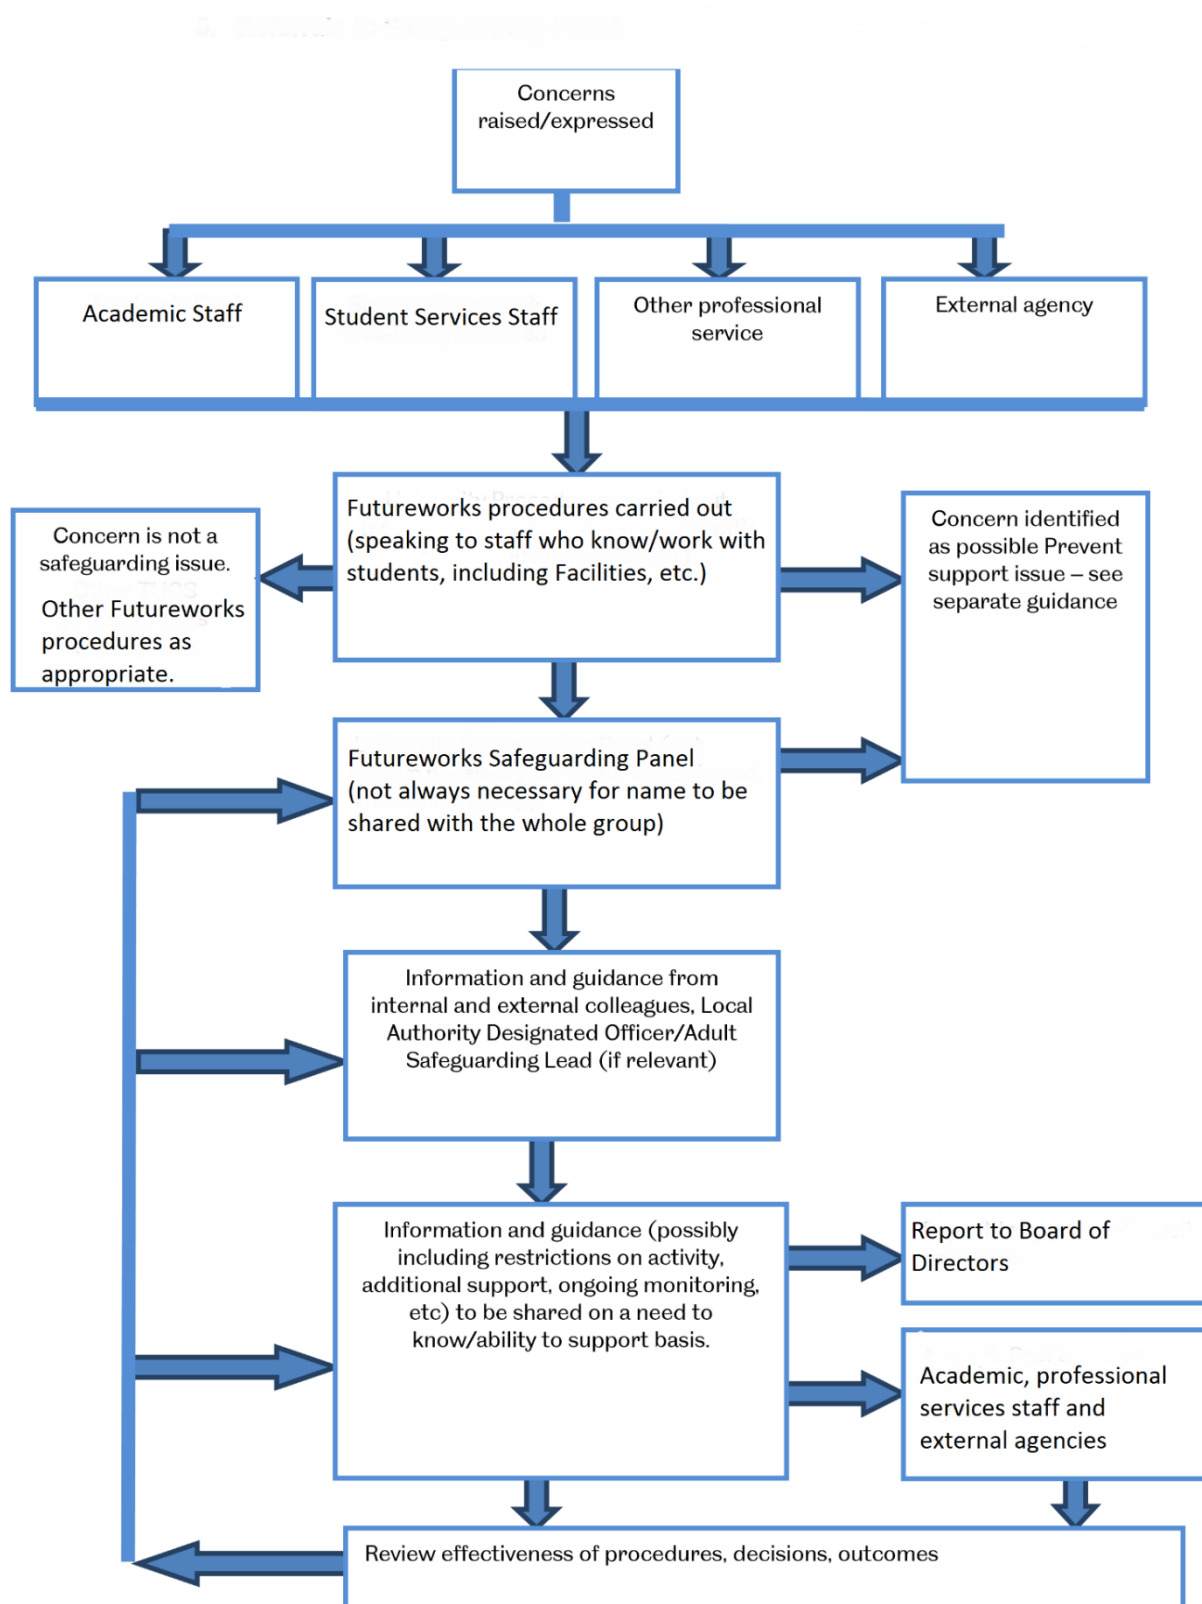 Concerns
raised/expressed
Academic Staff
Student Services Staff
Other professional
service
External agency
Futureworks procedures carried out
(speaking to staff who know/work with
students, including Facilities, etc.)
Concern is not a
safeguarding issue.
Other Futureworks
procedures as
appropriate.
Concern identified
as possible Prevent
support issue – see
separate guidance
Futureworks Safeguarding Panel
(not always necessary for name to be
shared with the whole group)
Information and guidance from
internal and external colleagues, Local
Authority Designated Officer/Adult
Safeguarding Lead (if relevant)
Information and guidance (possibly
including restrictions on activity,
additional support, ongoing monitoring,
etc) to be shared on a need to
know/ability to support basis.
Report to Board of
Directors
Academic, professional
services staff and
external agencies
Review effectiveness of procedures, decisions, outcomes